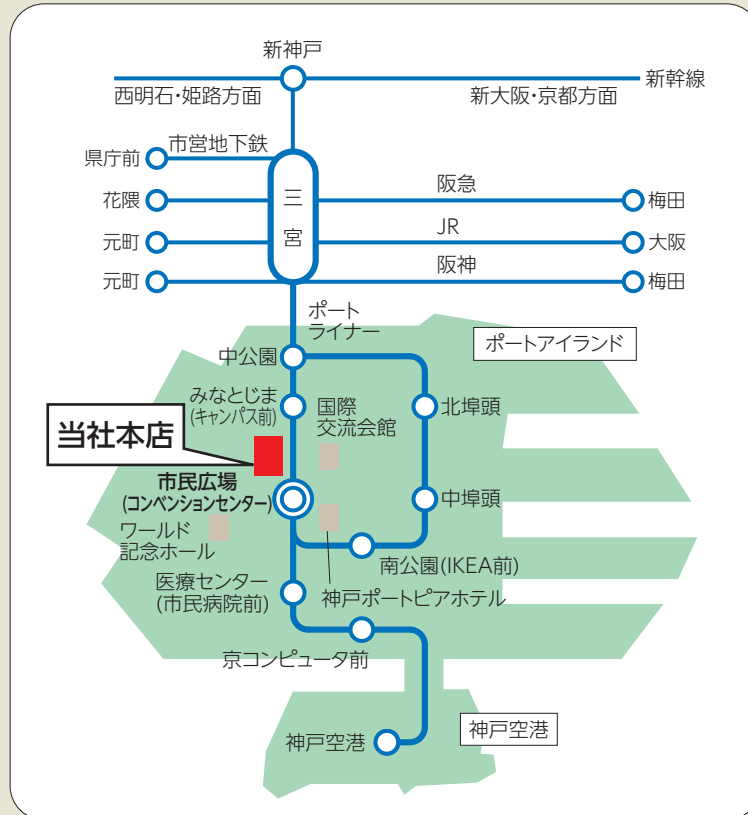 新神戸
新幹線
西明石・姫路方面
新大阪・京都方面
市営地下鉄
県庁前
三宮
阪急
花隈
梅田
JR
元町
大阪
阪神
元町
梅田
ポート
ライナー
ポートアイランド
中公園
みなとじま
(キャンパス前)
国際
交流会館
北埠頭
当社本店
市民広場
(コンベンションセンター)
中埠頭
ワールド
記念ホール
南公園(IKEA前)
医療センター
(市民病院前)
神戸ポートピアホテル
京コンピュータ前
神戸空港
神戸空港